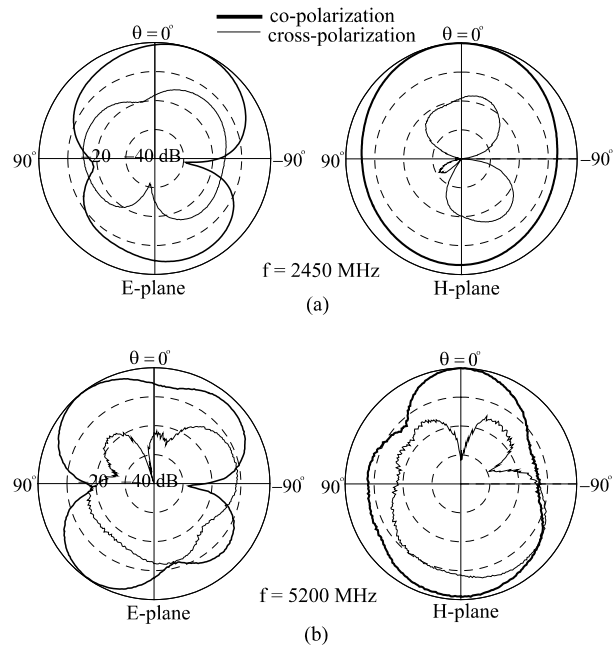 co-polarization
cross-polarization
θ = 0°
θ = 0°
90° −20 −40 dB −90°
90° −90°
E-plane
f = 2450 MHz
H-plane
(a)
θ = 0°
θ = 0°
90° −20 −40 dB −90°
90° −90°
E-plane
f = 5200 MHz
H-plane
(b)